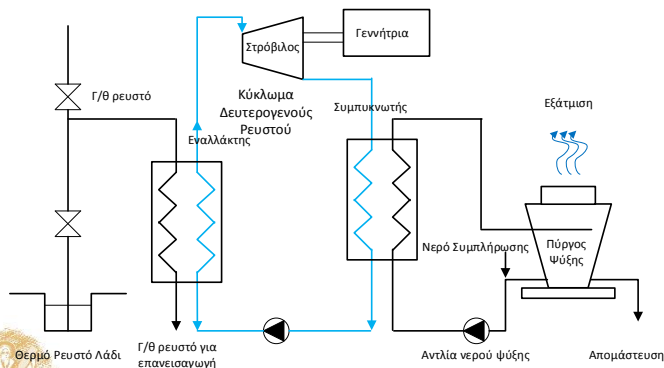 Στρόβιλος
Γεννήτρια
Γ/θ ρευστό
Κύκλωμα
Δευτερογενούς
Ρευστού
Συμπυκνωτής
Εξάτμιση
Εναλλάκτης
Νερό Συμπλήρωσης
Πύργος
Ψύξης
Θερμό Ρευστό Λάδι
Γ/θ ρευστό για
επανεισαγωγή
Αντλία νερού ψύξης
Απομάστευση